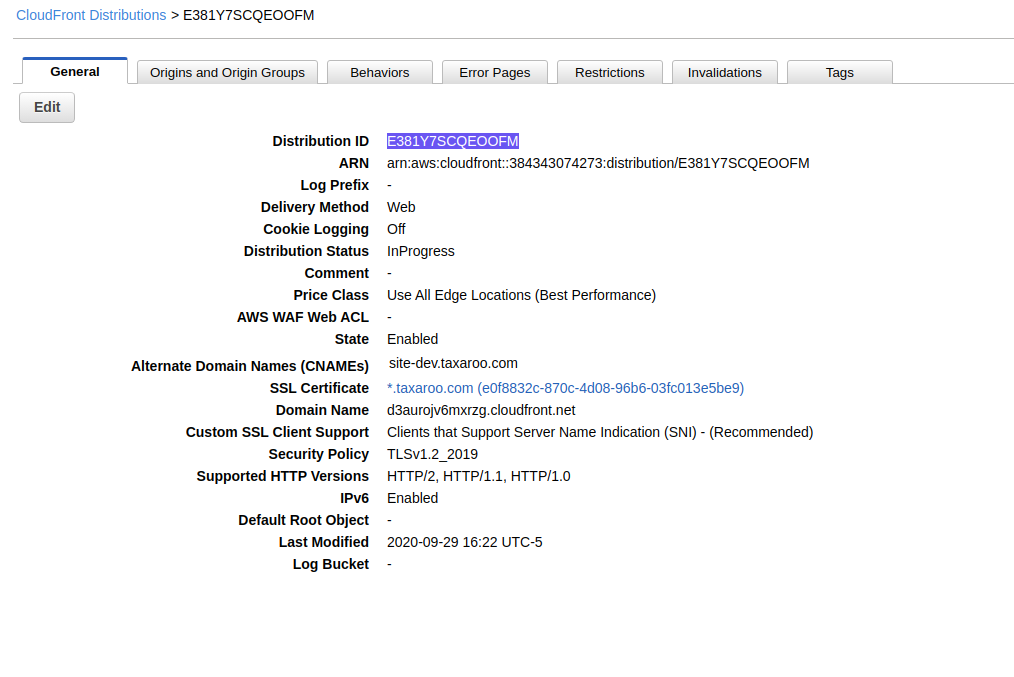 CloudFront Distributions > E381Y7SCQEOOFM
General Origins and Origin Groups Behaviors Error Pages Restrictions Invalidations Tags
Edit
Distribution ID E381Y7SCQEOOFM
ARN arn:aws:cloudfront::384343074273:distribution/E381Y7SCQEOOFM
Log Prefix -
Delivery Method Web
Cookie Logging Off
Distribution Status InProgress
Comment -
Price Class Use All Edge Locations (Best Performance)
AWS WAF Web ACL -
State Enabled
Alternate Domain Names (CNAMEs) site-dev.taxaroo.com
SSL Certificate *.taxaroo.com (e0f8832c-870c-4d08-96b6-03fc013e5be9)
Domain Name d3aurojv6mxrzg.cloudfront.net
Custom SSL Client Support Clients that Support Server Name Indication (SNI) - (Recommended)
Security Policy TLSv1.2_2019
Supported HTTP Versions HTTP/2, HTTP/1.1, HTTP/1.0
IPv6 Enabled
Default Root Object -
Last Modified 2020-09-29 16:22 UTC-5
Log Bucket -